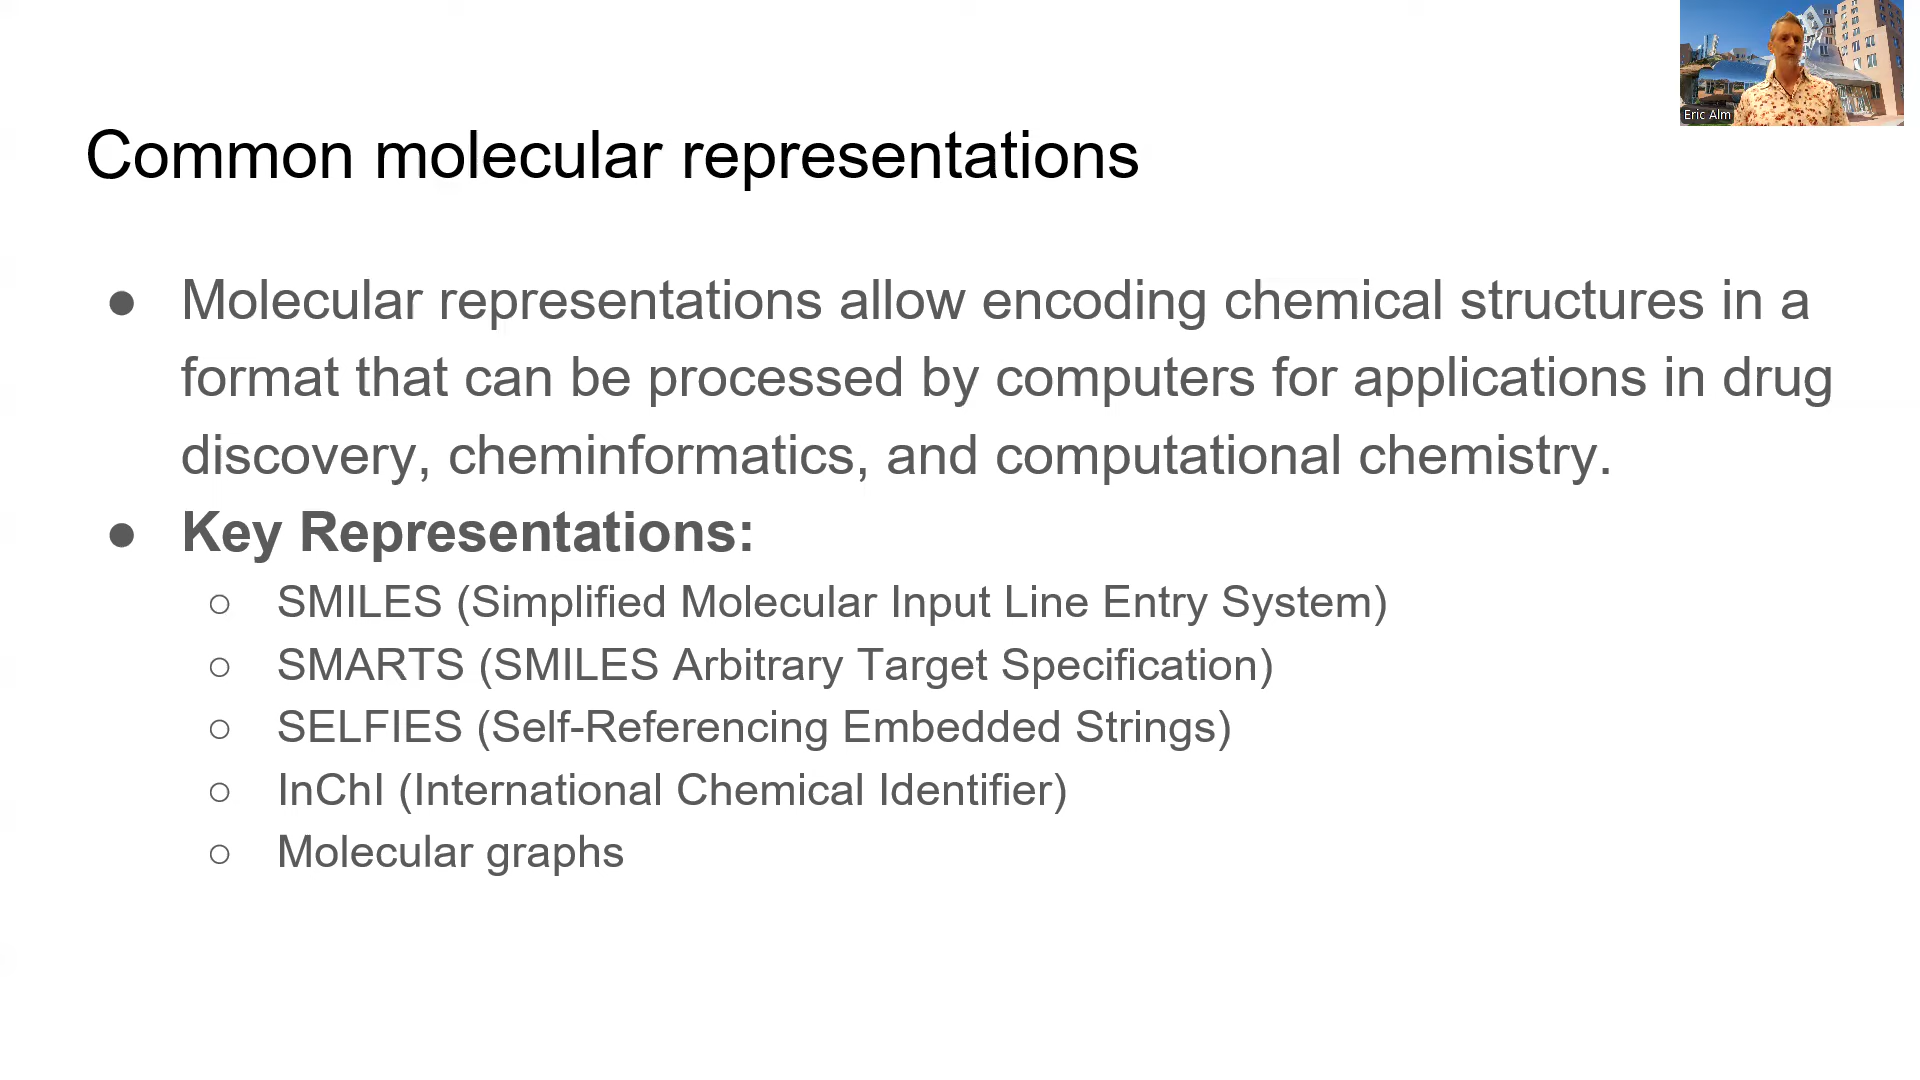 Eric Alm
Common molecular representations
● Molecular representations allow encoding chemical structures in a
format that can be processed by computers for applications in drug
discovery, cheminformatics, and computational chemistry.
● Key Representations:
○ SMILES (Simplified Molecular Input Line Entry System)
○ SMARTS (SMILES Arbitrary Target Specification)
○ SELFIES (Self-Referencing Embedded Strings)
○ InChI (International Chemical Identifier)
○ Molecular graphs